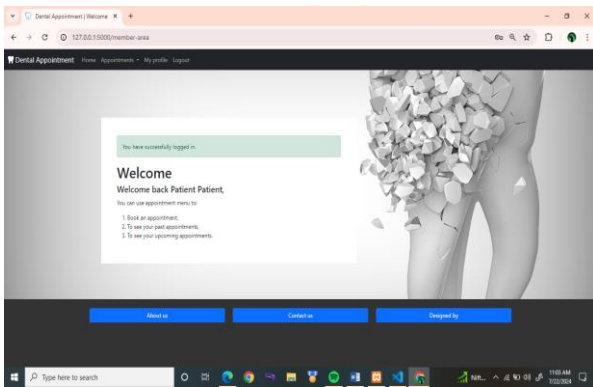 Dental Appointment | Welcome
127.0.0.1:5000/member-area
Dental Appointment Home Appointments My profile Logout
You have successfully logged in.
Welcome
Welcome back Patient Patient,
You can use appointment menu to:
1. Book an appointment.
2. To see your past appointments.
3. To see your upcoming appointments.
About us Contact us Designed by
Type here to search
11:03 AM
7/22/2024